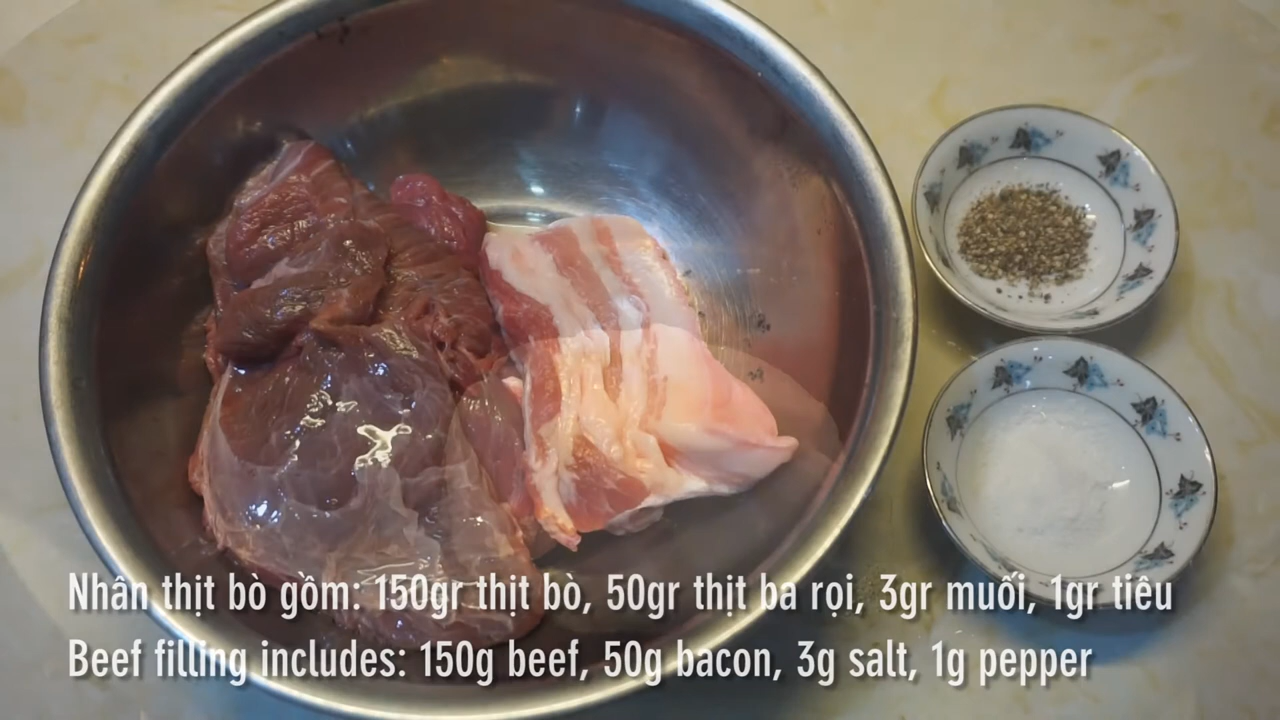 Nhân thịt bò gồm: 150gr thịt bò, 50gr thịt ba rọi, 3gr muối, 1gr tiêu
Beef filling includes: 150g beef, 50g bacon, 3g salt, 1g pepper